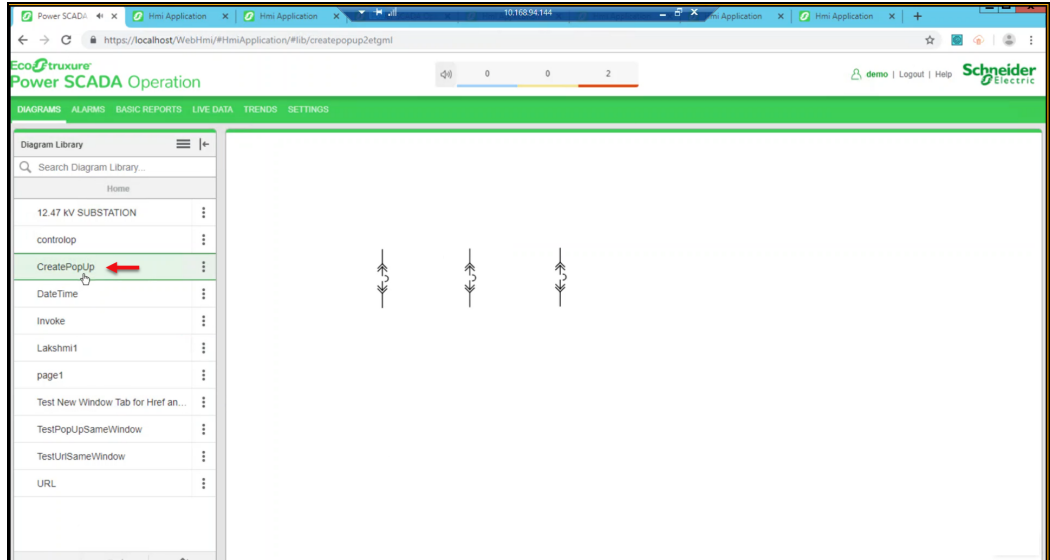 Power SCADA
Hmi Application
Hmi Application
10.168.94.144
mi Application
Hmi Application
https://localhost/WebHmi/#HmiApplication/#lib/createpopup2etgml
EcoStruxure
Power SCADA Operation
0
0
2
demo | Logout | Help
Schneider
Electric
DIAGRAMS ALARMS BASIC REPORTS LIVE DATA TRENDS SETTINGS
Diagram Library
Search Diagram Library...
Home
12.47 kV SUBSTATION
controlop
CreatePopUp
DateTime
Invoke
Lakshmi1
page1
Test New Window Tab for Href an...
TestPopUpSameWindow
TestUrlSameWindow
URL